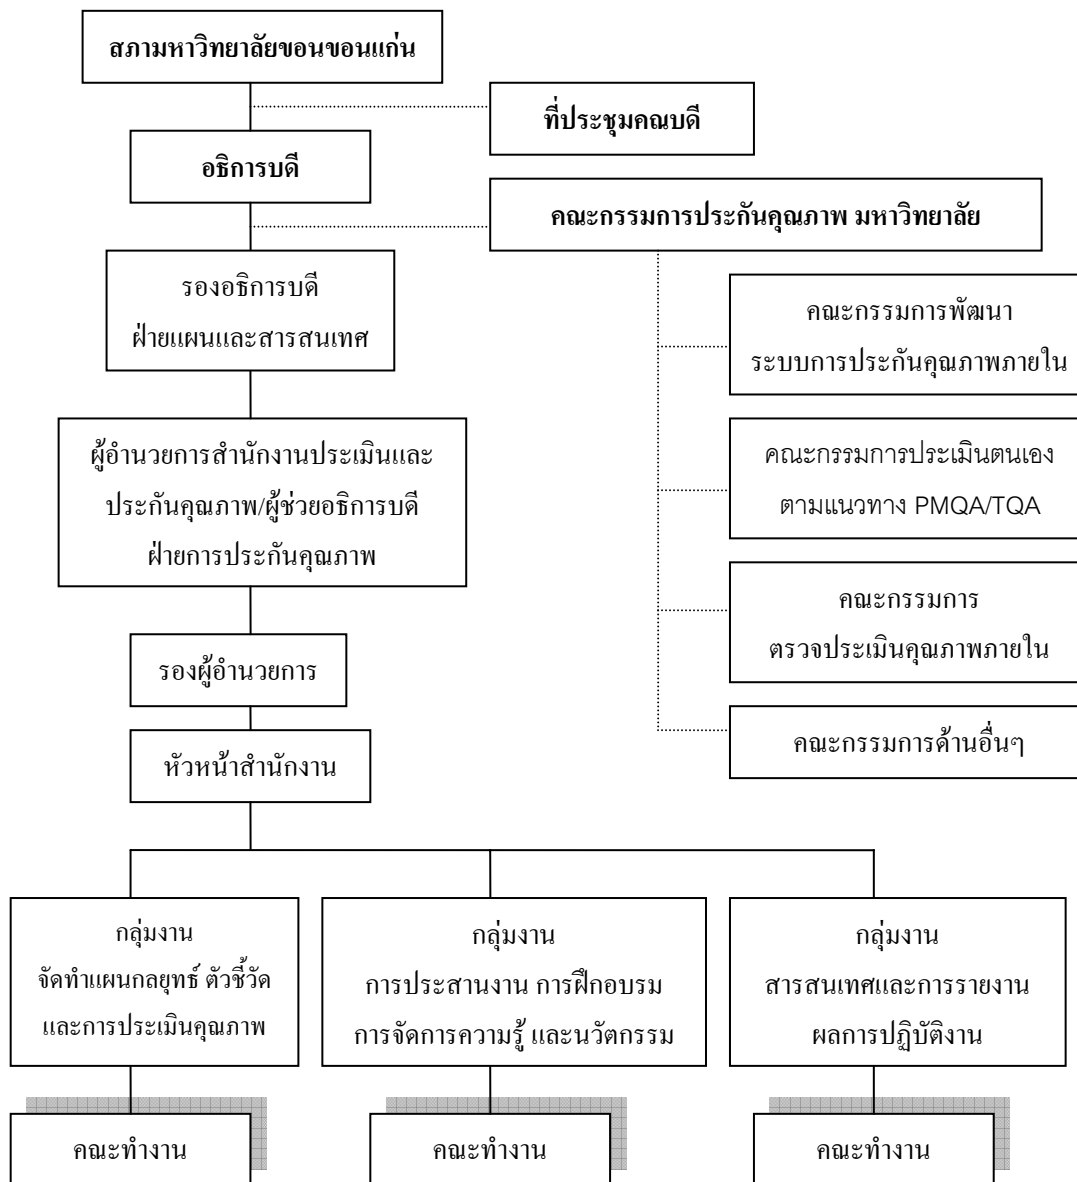 สภามหาวิทยาลัยขอนขอนแก่น
ที่ประชุมคณบดี
อธิการบดี
คณะกรรมการประกันคุณภาพ มหาวิทยาลัย
รองอธิการบดี
ฝ่ายแผนและสารสนเทศ
คณะกรรมการพัฒนา
ระบบการประกันคุณภาพภายใน
ผู้อำนวยการสำนักงานประเมินและ
ประกันคุณภาพ/ผู้ช่วยอธิการบดี
ฝ่ายการประกันคุณภาพ
คณะกรรมการประเมินตนเอง
ตามแนวทาง PMQA/TQA
คณะกรรมการ
ตรวจประเมินคุณภาพภายใน
รองผู้อำนวยการ
คณะกรรมการด้านอื่นๆ
หัวหน้าสำนักงาน
กลุ่มงาน
จัดทำแผนกลยุทธ์ ตัวชี้วัด
และการประเมินคุณภาพ
กลุ่มงาน
การประสานงาน การฝึกอบรม
การจัดการความรู้ และนวัตกรรม
กลุ่มงาน
สารสนเทศและการรายงาน
ผลการปฏิบัติงาน
คณะทำงาน
คณะทำงาน
คณะทำงาน